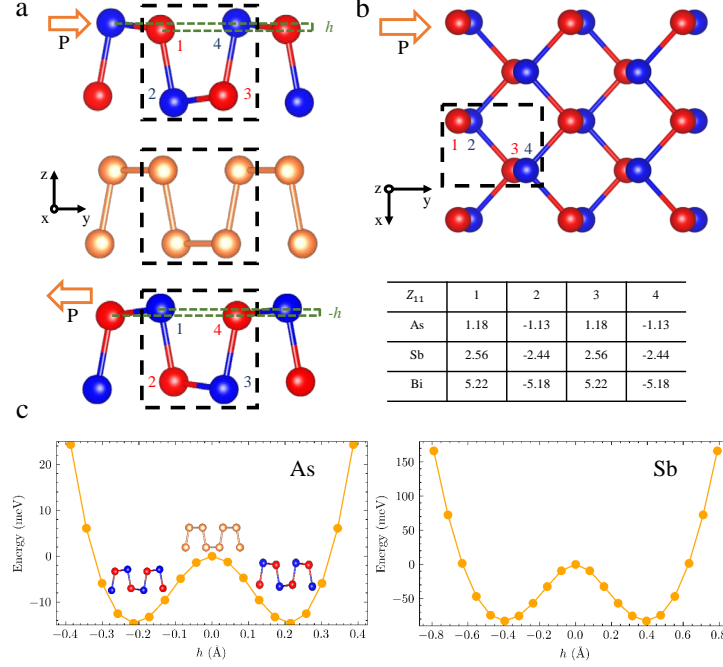 a
P
h
1
4
2
3
z
x
y
P
-h
1
4
2
3
b
P
1 2
3 4
z
y
x
Z₁₁ 1 2 3 4
As 1.18 -1.13 1.18 -1.13
Sb 2.56 -2.44 2.56 -2.44
Bi 5.22 -5.18 5.22 -5.18
c
As
Energy (meV)
20
10
0
−10
−0.4 −0.3 −0.2 −0.1 0.0 0.1 0.2 0.3 0.4
h (Å)
Sb
Energy (meV)
150
100
50
0
−50
−0.8 −0.6 −0.4 −0.2 0.0 0.2 0.4 0.6 0.8
h (Å)